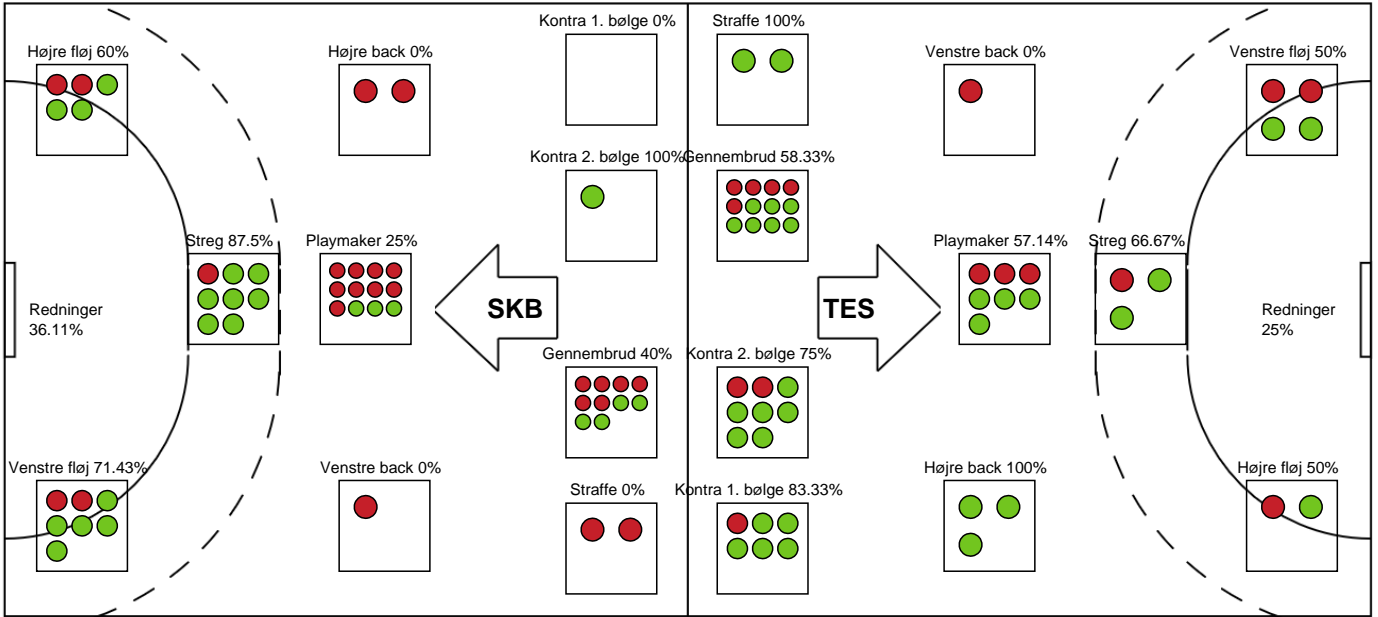 Kontra 1. bølge 0%
Straffe 100%
Højre fløj 60%
Højre back 0%
Venstre back 0%
Venstre fløj 50%
Kontra 2. bølge 100%
Gennembrud 58.33%
Streg 87.5%
Playmaker 25%
Playmaker 57.14%
Streg 66.67%
Redninger
36.11%
SKB
TES
Redninger
25%
Gennembrud 40%
Kontra 2. bølge 75%
Venstre fløj 71.43%
Venstre back 0%
Højre back 100%
Højre fløj 50%
Straffe 0%
Kontra 1. bølge 83.33%